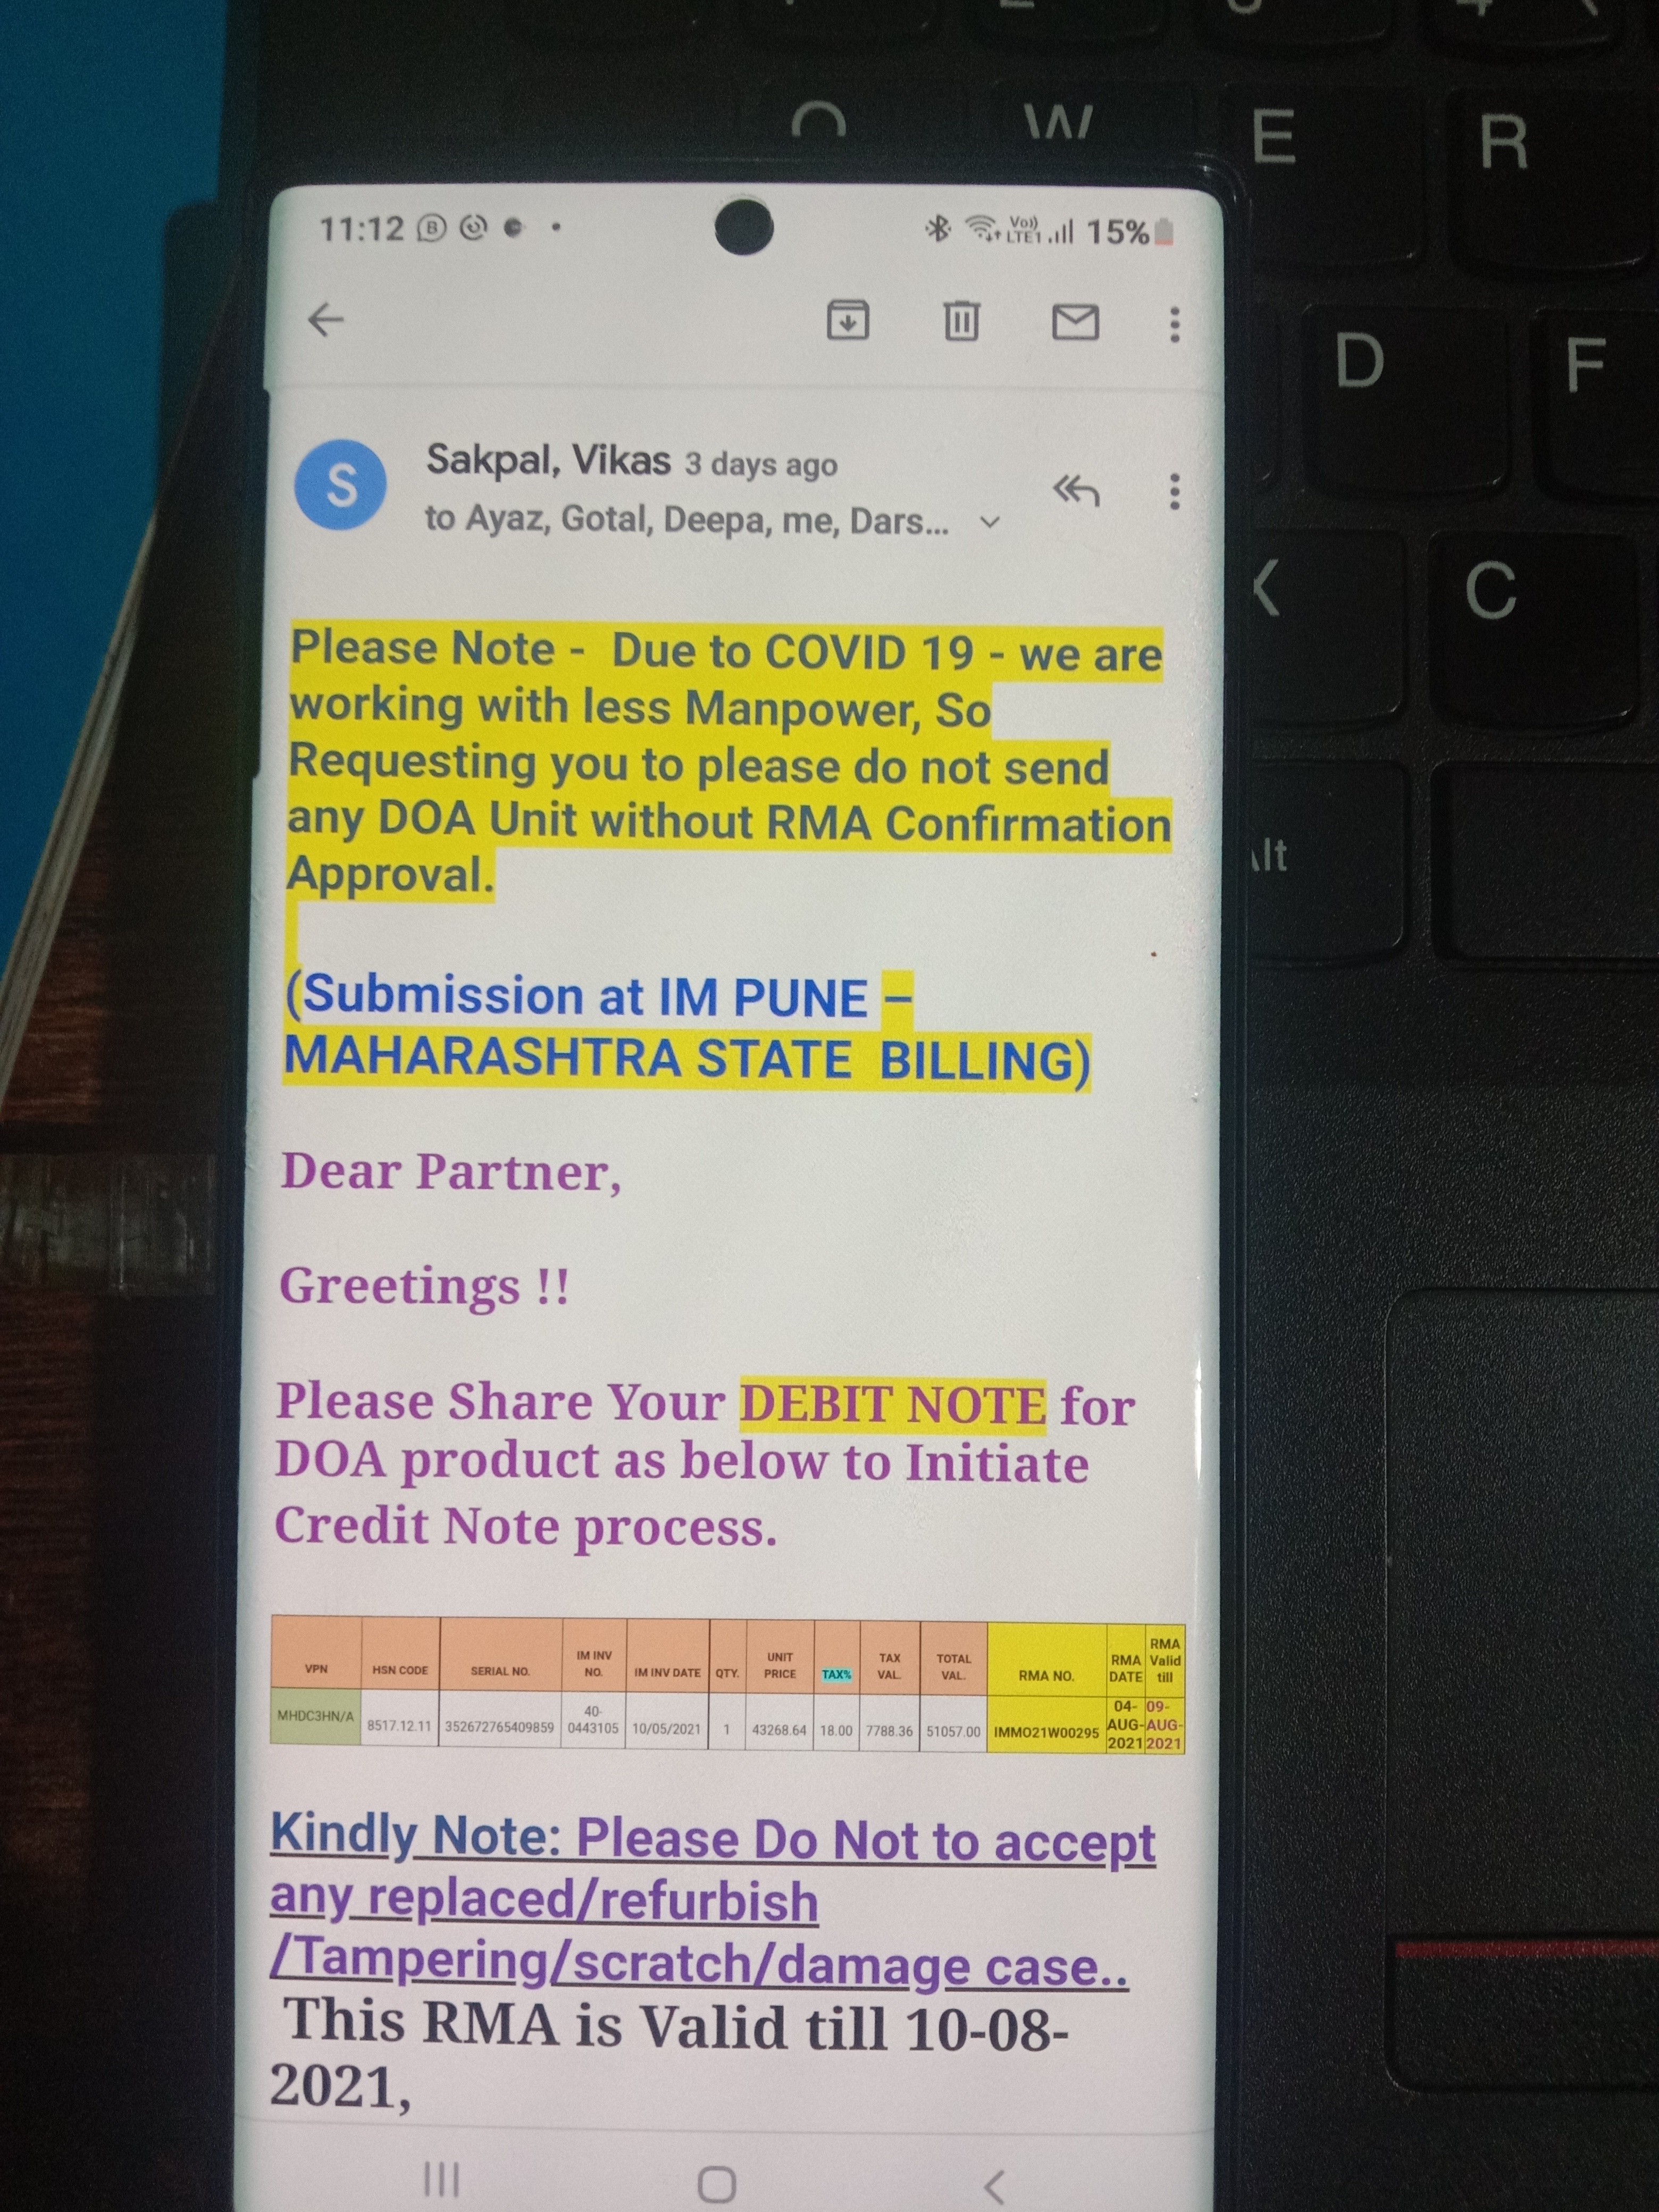 W
E
R
D
F
C
11:12
Vo))
LTE1
15%
S
Sakpal, Vikas 3 days ago
to Ayaz, Gotal, Deepa, me, Dars...
Please Note - Due to COVID 19 - we are
working with less Manpower, So
Requesting you to please do not send
any DOA Unit without RMA Confirmation
Approval.
(Submission at IM PUNE –
MAHARASHTRA STATE BILLING)
Dear Partner,
Greetings !!
Please Share Your DEBIT NOTE for
DOA product as below to Initiate
Credit Note process.
VPN HSN CODE SERIAL NO. IM INV NO. IM INV DATE QTY. UNIT PRICE TAX% TAX VAL. TOTAL VAL. RMA NO. RMA DATE RMA Valid till
MHDC3HN/A 8517.12.11 352672765409859 40-0443105 10/05/2021 1 43268.64 18.00 7788.36 51057.00 IMMO21W00295 04-AUG-2021 09-AUG-2021
Kindly Note: Please Do Not to accept
any replaced/refurbish
/Tampering/scratch/damage case..
This RMA is Valid till 10-08-
2021,